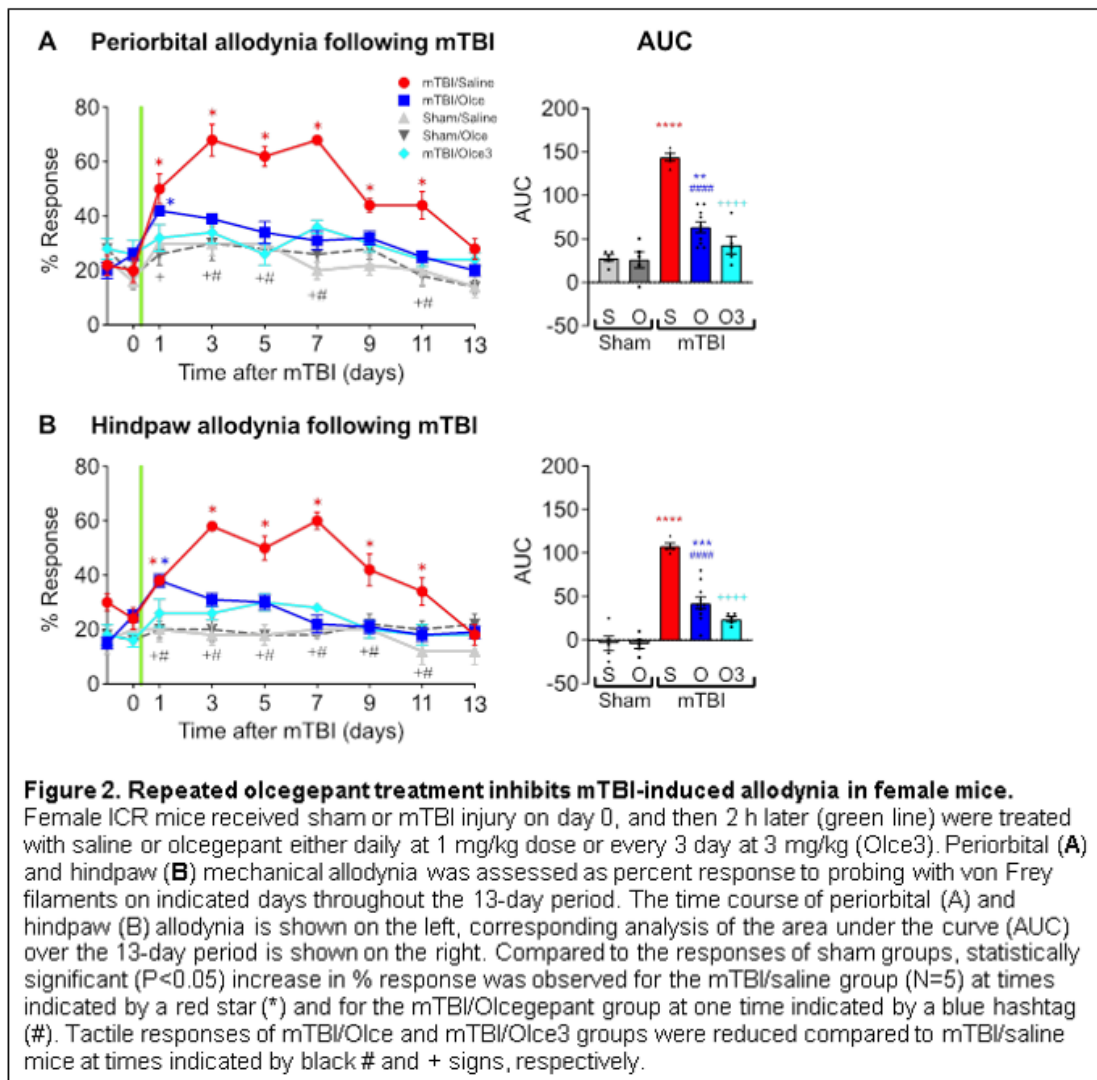 A Periorbital allodynia following mTBI
AUC
mTBI/Saline
mTBI/Olce
Sham/Saline
Sham/Olce
mTBI/Olce3
80
60
40
20
0
% Response
* * * * * * *
+ +# +# +# +#
0 1 3 5 7 9 11 13
Time after mTBI (days)
200
150
100
50
0
-50
AUC
****
**
####
++++
S O S O O3
Sham mTBI
B Hindpaw allodynia following mTBI
80
60
40
20
0
% Response
* * * * * * *
+# +# +# +# +# +#
0 1 3 5 7 9 11 13
Time after mTBI (days)
200
150
100
50
0
-50
AUC
****
***
####
++++
S O S O O3
Sham mTBI
Figure 2. Repeated olcegepant treatment inhibits mTBI-induced allodynia in female mice.
Female ICR mice received sham or mTBI injury on day 0, and then 2 h later (green line) were treated
with saline or olcegepant either daily at 1 mg/kg dose or every 3 day at 3 mg/kg (Olce3). Periorbital (A)
and hindpaw (B) mechanical allodynia was assessed as percent response to probing with von Frey
filaments on indicated days throughout the 13-day period. The time course of periorbital (A) and
hindpaw (B) allodynia is shown on the left, corresponding analysis of the area under the curve (AUC)
over the 13-day period is shown on the right. Compared to the responses of sham groups, statistically
significant (P<0.05) increase in % response was observed for the mTBI/saline group (N=5) at times
indicated by a red star (*) and for the mTBI/Olcegepant group at one time indicated by a blue hashtag
(#). Tactile responses of mTBI/Olce and mTBI/Olce3 groups were reduced compared to mTBI/saline
mice at times indicated by black # and + signs, respectively.